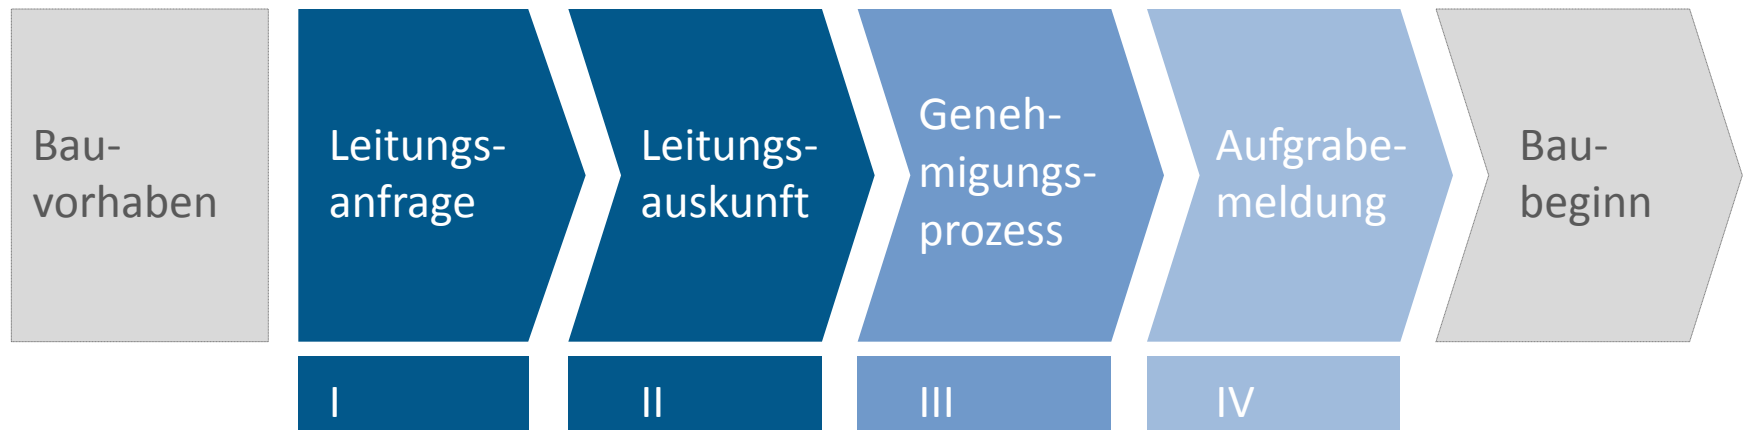 Bau-
vorhaben
Leitungs-
anfrage
Leitungs-
auskunft
Geneh-
migungs-
prozess
Aufgrabe-
meldung
Bau-
beginn
I
II
III
IV